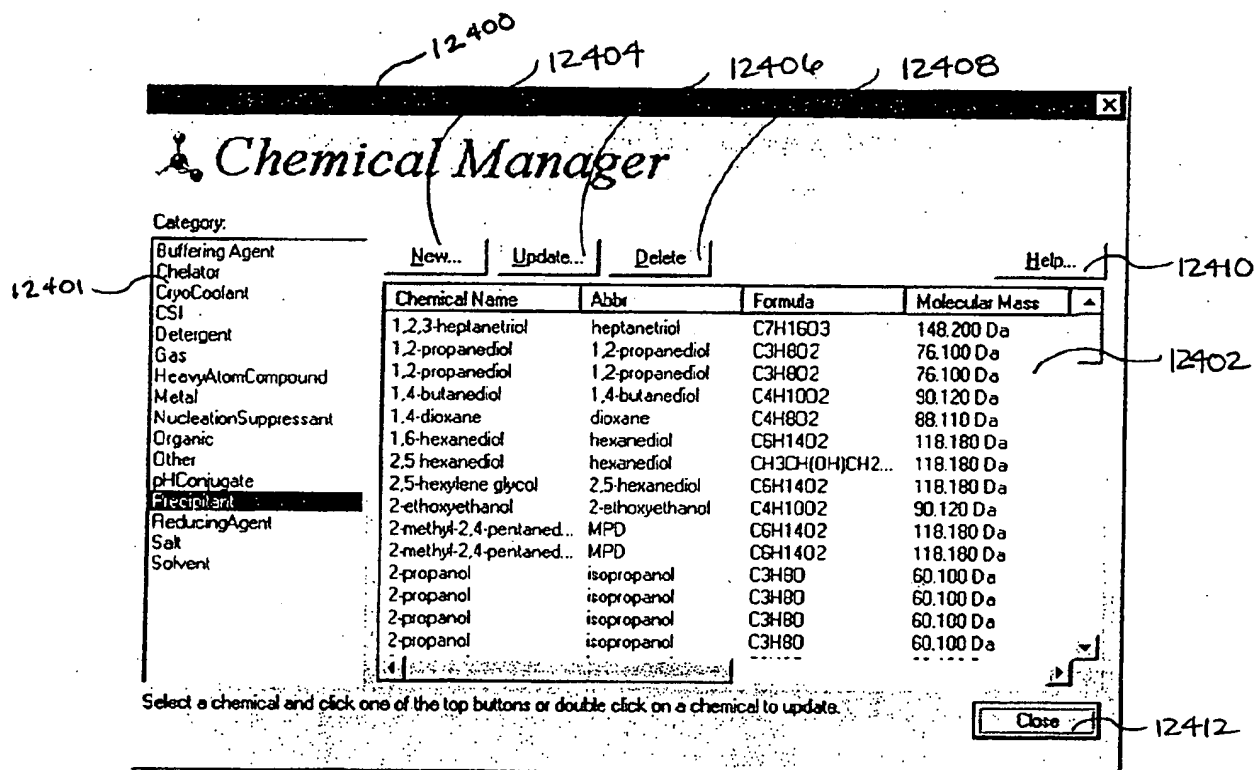 12400
12404
12406
12408
Chemical Manager
Category:
Buffering Agent
Chelator
CryoCoolant
CSI
Detergent
Gas
HeavyAtomCompound
Metal
NucleationSuppressant
Organic
Other
pHConjugate
Precipitant
ReducingAgent
Salt
Solvent
12401
New... Update... Delete Help...
12410
Chemical Name Abbr Formula Molecular Mass
1,2,3-heptanetriol heptanetriol C7H16O3 148.200 Da
1,2-propanediol 1,2-propanediol C3H8O2 76.100 Da
1,2-propanediol 1,2-propanediol C3H8O2 76.100 Da
1,4-butanediol 1,4-butanediol C4H10O2 90.120 Da
1,4-dioxane dioxane C4H8O2 88.110 Da
1,6-hexanediol hexanediol C6H14O2 118.180 Da
2,5 hexanediol hexanediol CH3CH(OH)CH2... 118.180 Da
2,5-hexylene glycol 2,5-hexanediol C6H14O2 118.180 Da
2-ethoxyethanol 2-ethoxyethanol C4H10O2 90.120 Da
2-methyl-2,4-pentaned... MPD C6H14O2 118.180 Da
2-methyl-2,4-pentaned... MPD C6H14O2 118.180 Da
2-propanol isopropanol C3H8O 60.100 Da
2-propanol isopropanol C3H8O 60.100 Da
2-propanol isopropanol C3H8O 60.100 Da
2-propanol isopropanol C3H8O 60.100 Da
12402
Select a chemical and click one of the top buttons or double click on a chemical to update.
Close
12412